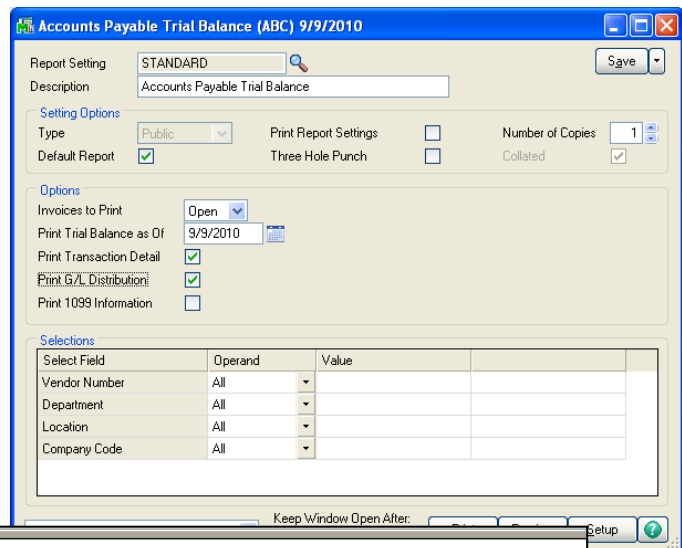 Accounts Payable Trial Balance (ABC) 9/9/2010
Report Setting STANDARD Save
Description Accounts Payable Trial Balance
Setting Options
Type Public Print Report Settings Number of Copies 1
Default Report Three Hole Punch Collated
Options
Invoices to Print Open
Print Trial Balance as Of 9/9/2010
Print Transaction Detail
Print G/L Distribution
Print 1099 Information
Selections
Select Field Operand Value
Vendor Number All
Department All
Location All
Company Code All
Keep Window Open After:
Setup